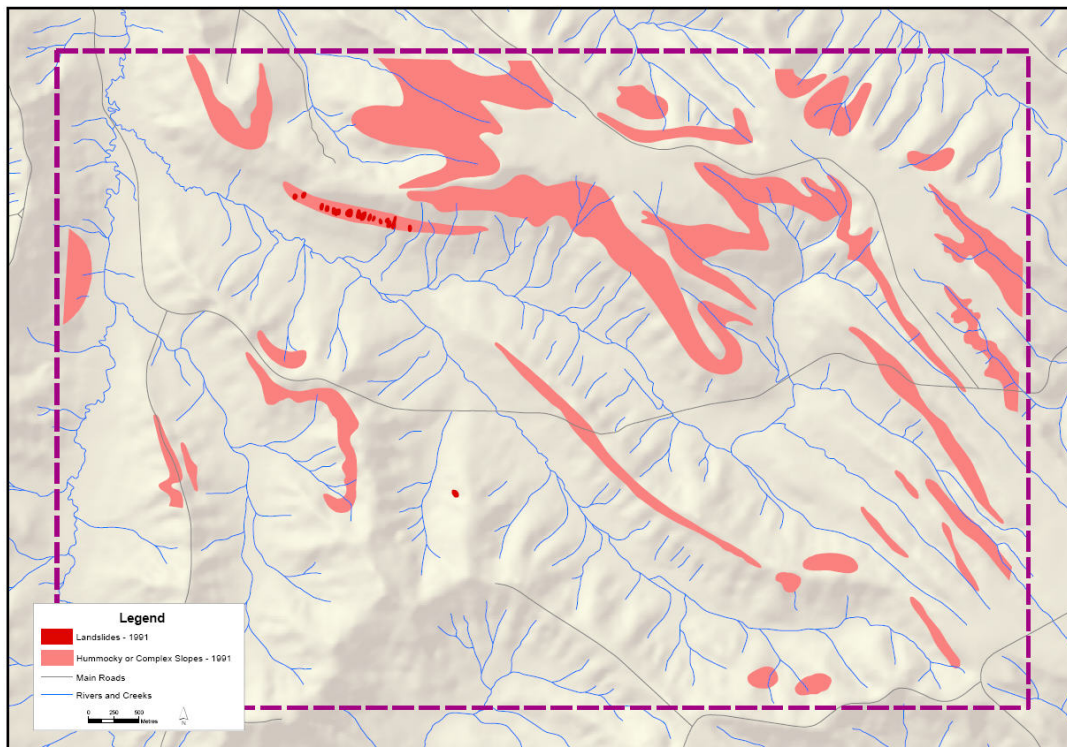 Legend
Landslides - 1991
Hummocky or Complex Slopes - 1991
Main Roads
Rivers and Creeks
0 250 500
Metres
N